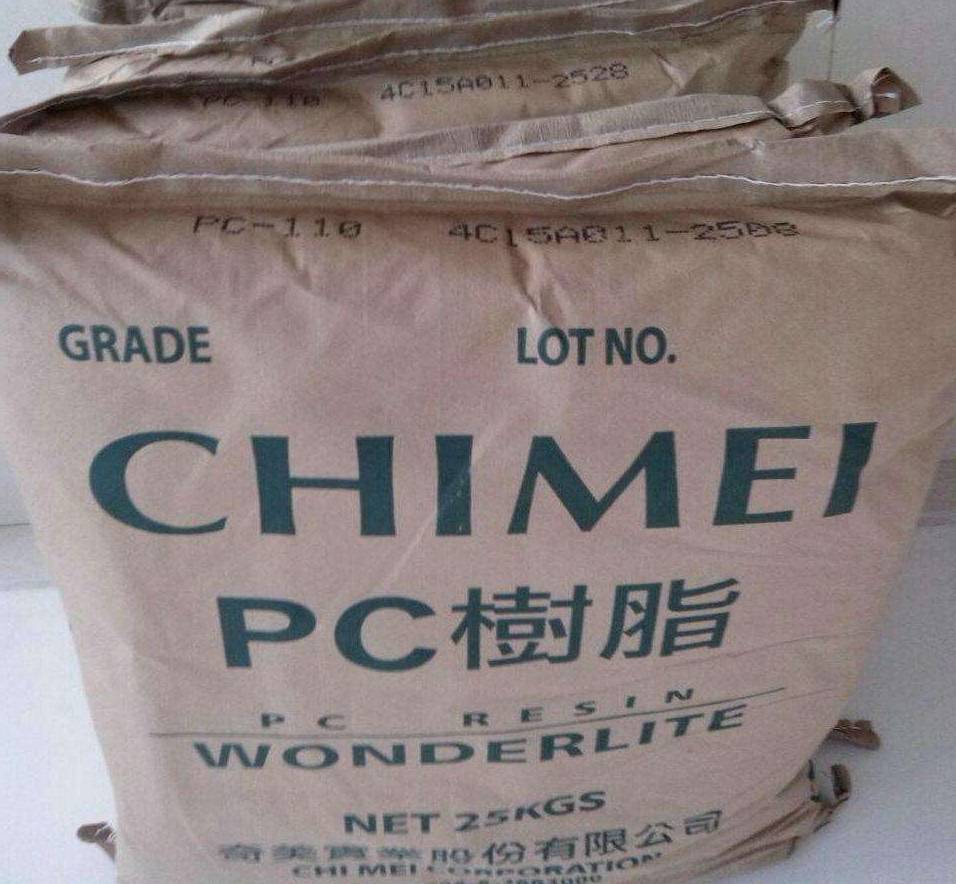 PC-110 4C15A011-2528
PC-110 4C15A011-25D8
GRADE LOT NO.
CHIMEI
PC樹脂
PC RESIN
WONDERLITE
NET 25KGS
奇美實業股份有限公司
CHI MEI CORPORATION